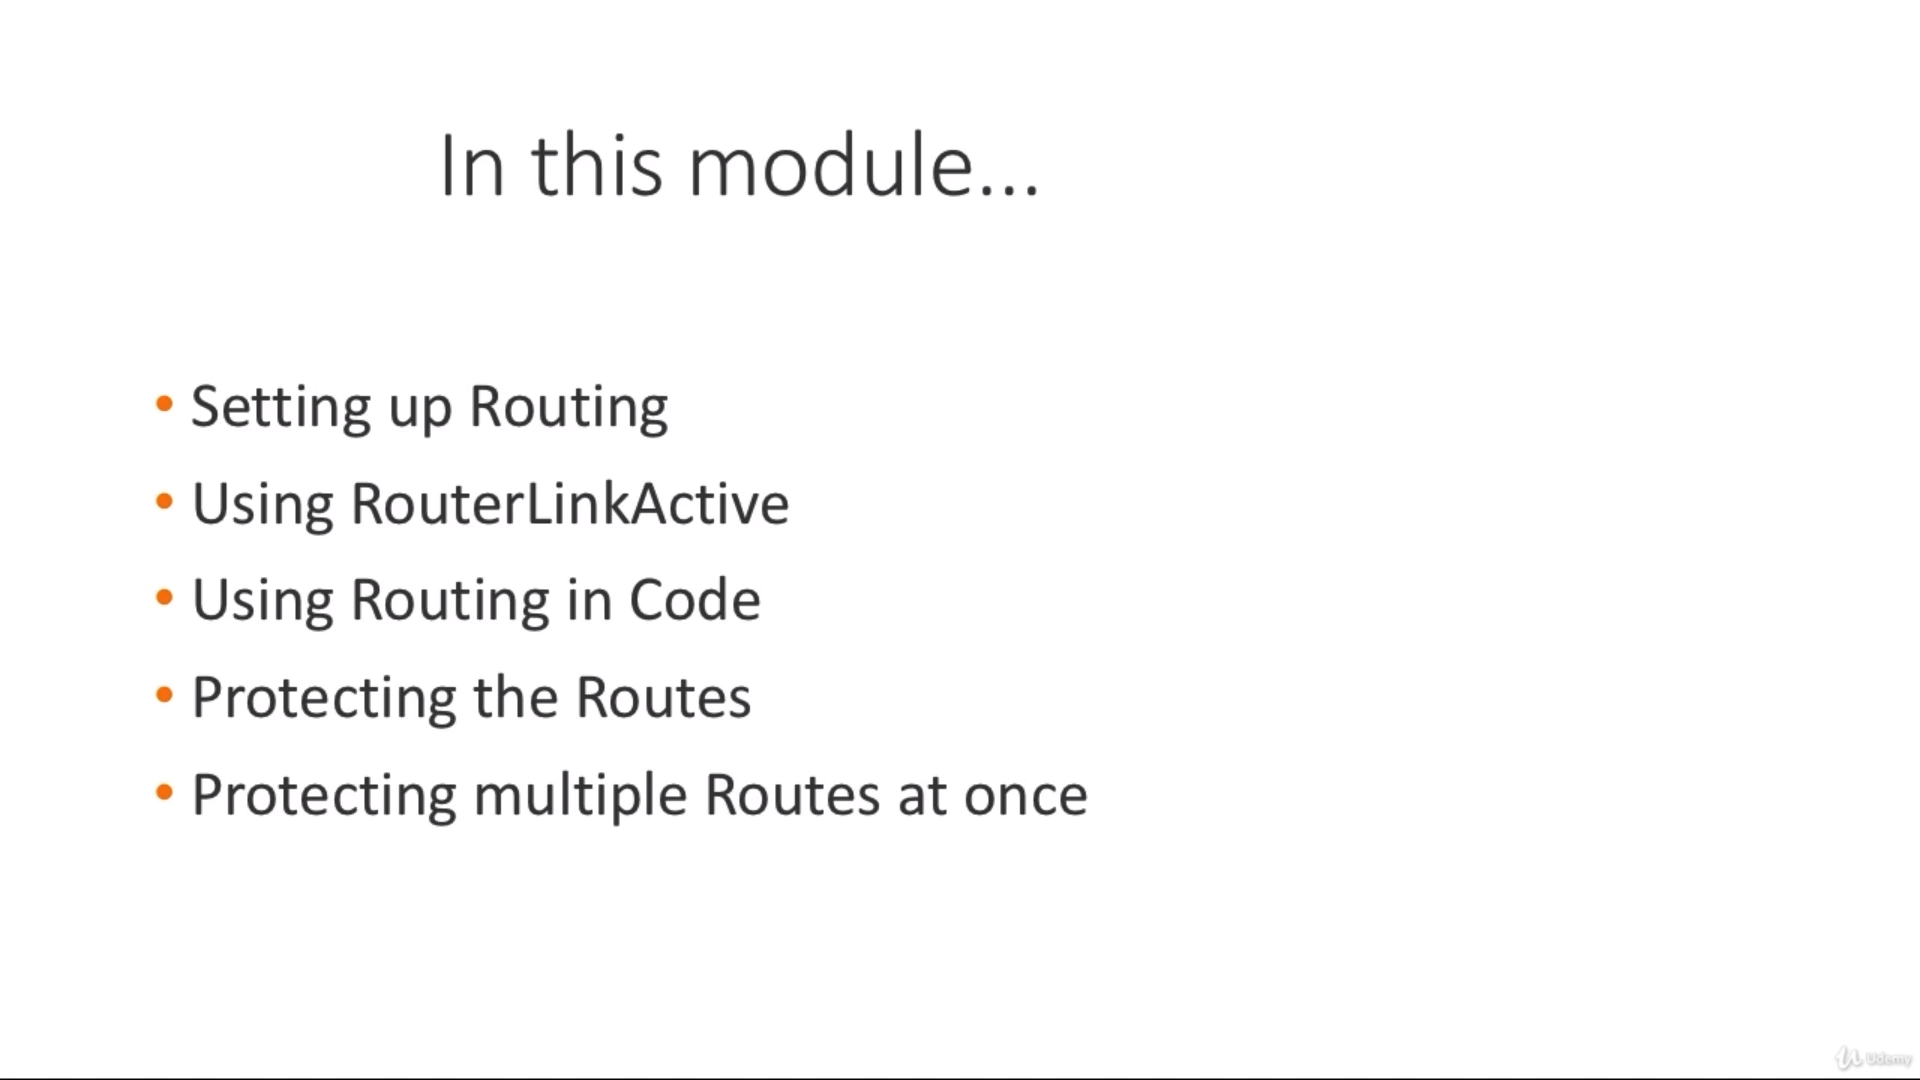 In this module...
• Setting up Routing
• Using RouterLinkActive
• Using Routing in Code
• Protecting the Routes
• Protecting multiple Routes at once
Udemy